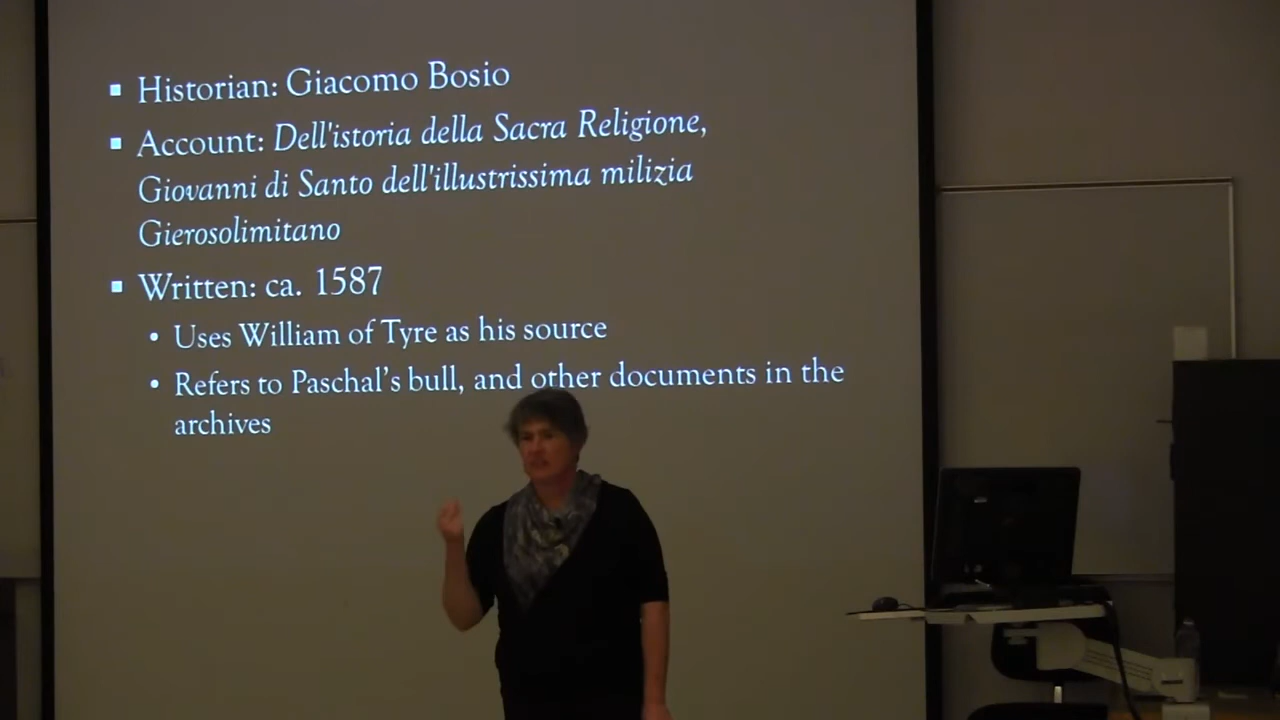 Historian: Giacomo Bosio
Account: Dell'istoria della Sacra Religione,
Giovanni di Santo dell'illustrissima milizia
Gierosolimitano
Written: ca. 1587
Uses William of Tyre as his source
Refers to Paschal's bull, and other documents in the
archives